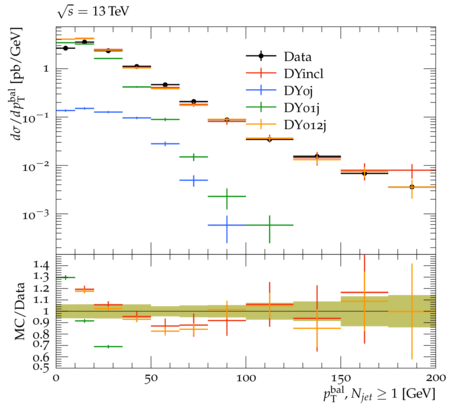 √s = 13 TeV
dσ/dp_T^bal [pb/GeV]
1
10⁻¹
10⁻²
10⁻³
Data
DYincl
DY0j
DY01j
DY012j
MC/Data
1.4
1.3
1.2
1.1
1
0.9
0.8
0.7
0.6
0.5
0 50 100 150 200
p_T^bal, N_jet ≥ 1 [GeV]